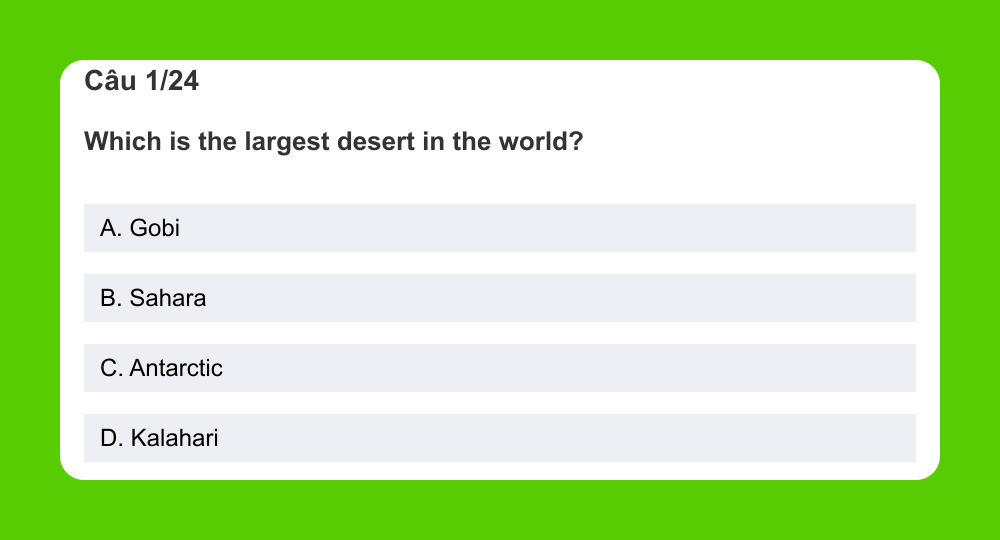 Câu 1/24
Which is the largest desert in the world?
A. Gobi
B. Sahara
C. Antarctic
D. Kalahari